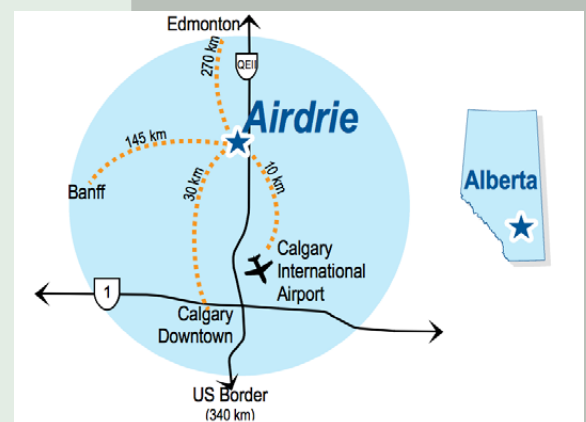 Edmonton
270 km
QEII
Airdrie
145 km
30 km
10 km
Banff
Alberta
Calgary
International
Airport
1
Calgary
Downtown
US Border
(340 km)